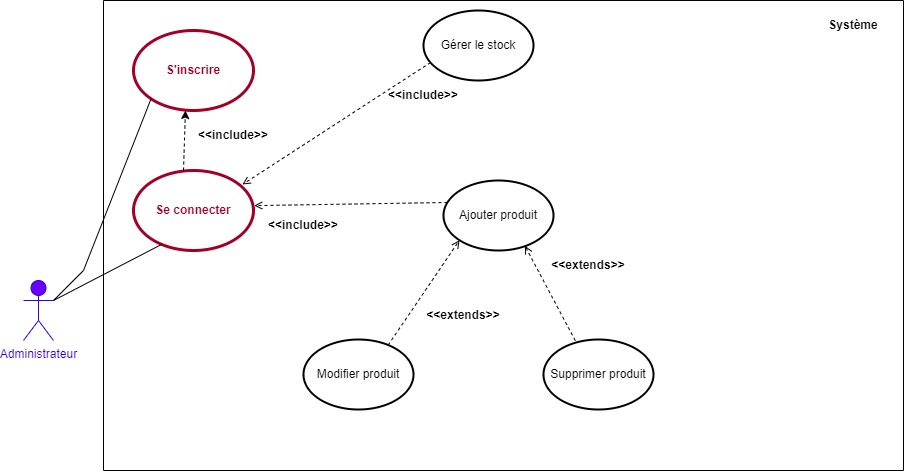 Système
Gérer le stock
S'inscrire
<<include>>
<<include>>
Se connecter
Ajouter produit
<<include>>
<<extends>>
<<extends>>
Administrateur
Modifier produit
Supprimer produit